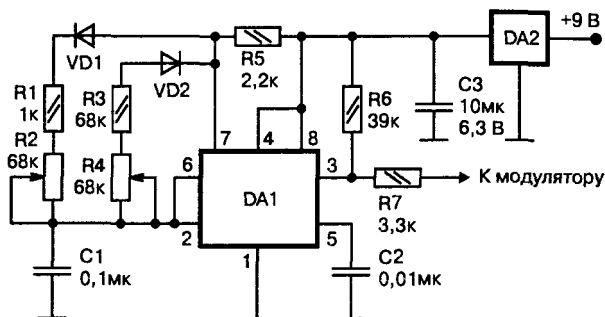 +9 В
DA2
VD1
R5
2,2к
VD2
R1
1к
R3
68к
C3
10мк
6,3 В
R6
39к
R2
68к
R4
68к
7
4
8
6
3
DA1
К модулятору
R7
3,3к
2
5
1
C1
0,1мк
C2
0,01мк